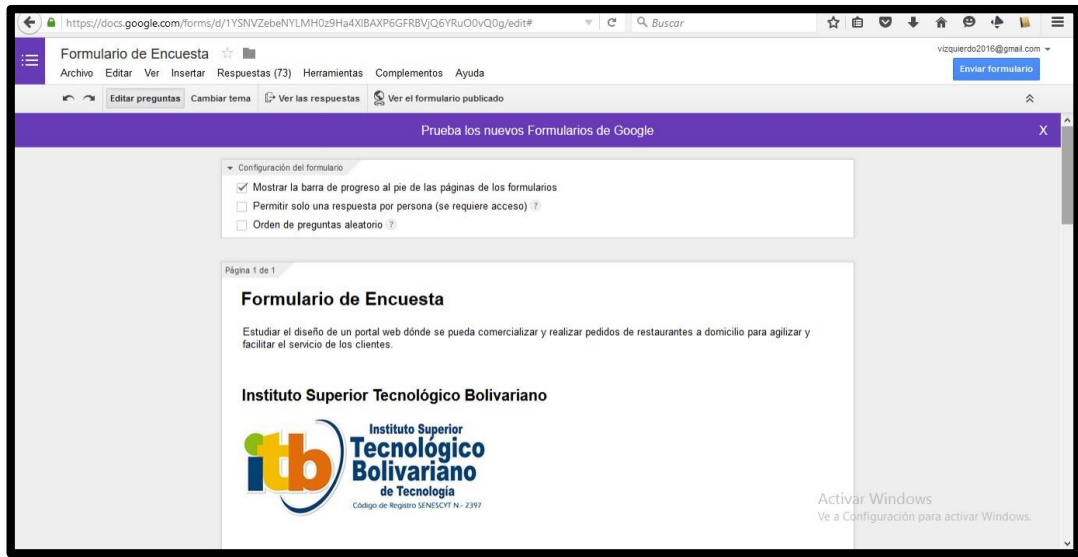 https://docs.google.com/forms/d/1YSNVZebeNYLMH0z9Ha4XlBAXP6GFRBVjQ6YRuO0vQ0g/edit#
Buscar
Formulario de Encuesta
vizquierdo2016@gmail.com
Archivo Editar Ver Insertar Respuestas (73) Herramientas Complementos Ayuda
Enviar formulario
Editar preguntas Cambiar tema Ver las respuestas Ver el formulario publicado
Prueba los nuevos Formularios de Google X
Configuración del formulario
Mostrar la barra de progreso al pie de las páginas de los formularios
Permitir solo una respuesta por persona (se requiere acceso) ?
Orden de preguntas aleatorio ?
Página 1 de 1
Formulario de Encuesta
Estudiar el diseño de un portal web dónde se pueda comercializar y realizar pedidos de restaurantes a domicilio para agilizar y
facilitar el servicio de los clientes.
Instituto Superior Tecnológico Bolivariano
itb
Instituto Superior
Tecnológico
Bolivariano
de Tecnología
Código de Registro SENESCYT N.- 2397
Activar Windows
Ve a Configuración para activar Windows.